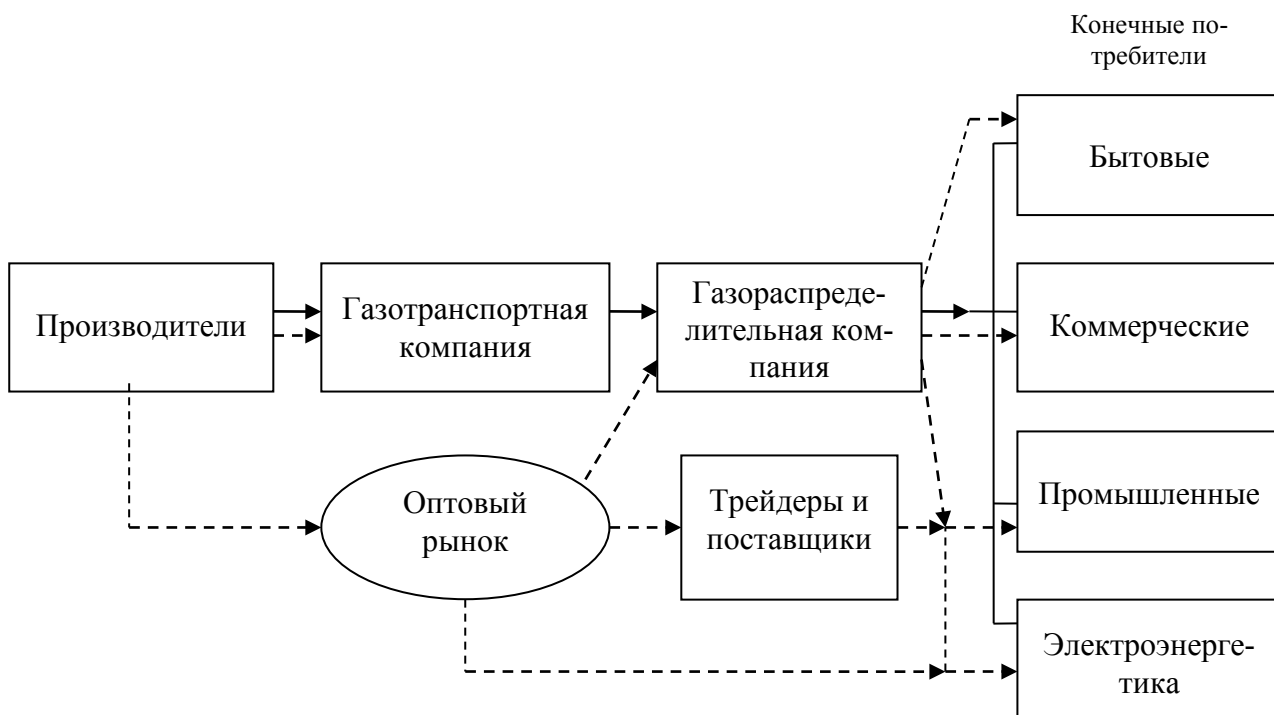 Конечные по-
требители
Бытовые
Производители
Газотранспортная
компания
Газораспреде-
лительная ком-
пания
Коммерческие
Оптовый
рынок
Трейдеры и
поставщики
Промышленные
Электроэнерге-
тика